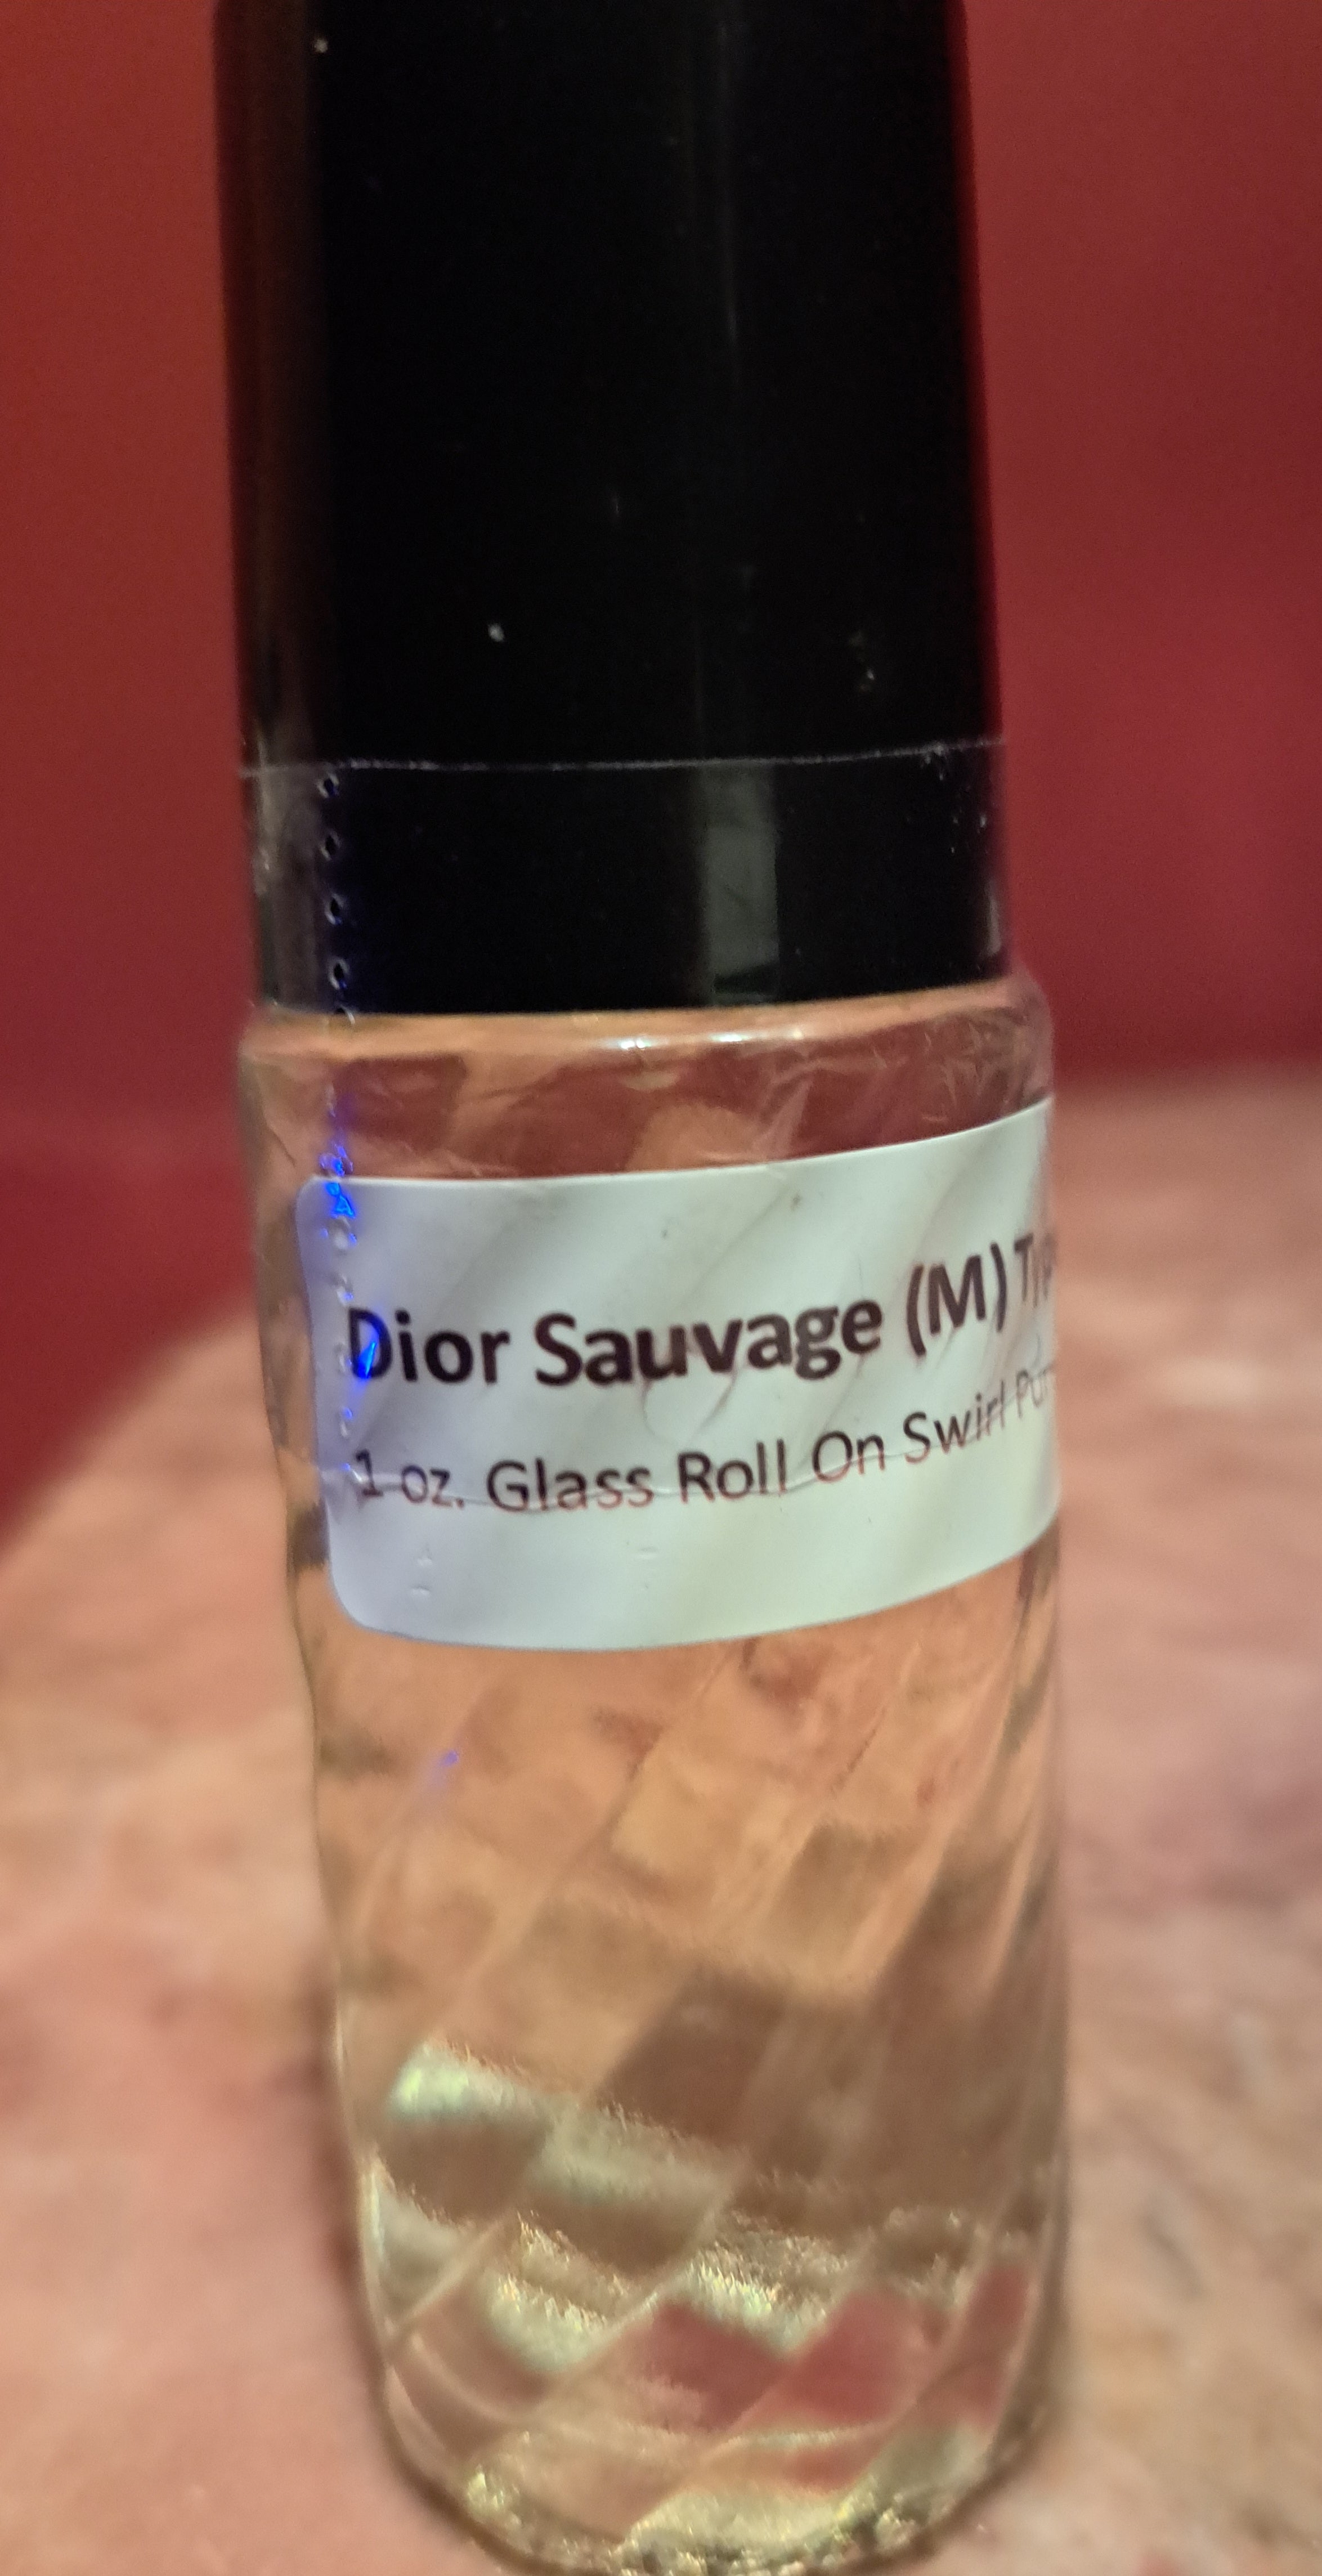 Dior Sauvage (M)
1 oz. Glass Roll On Swirl